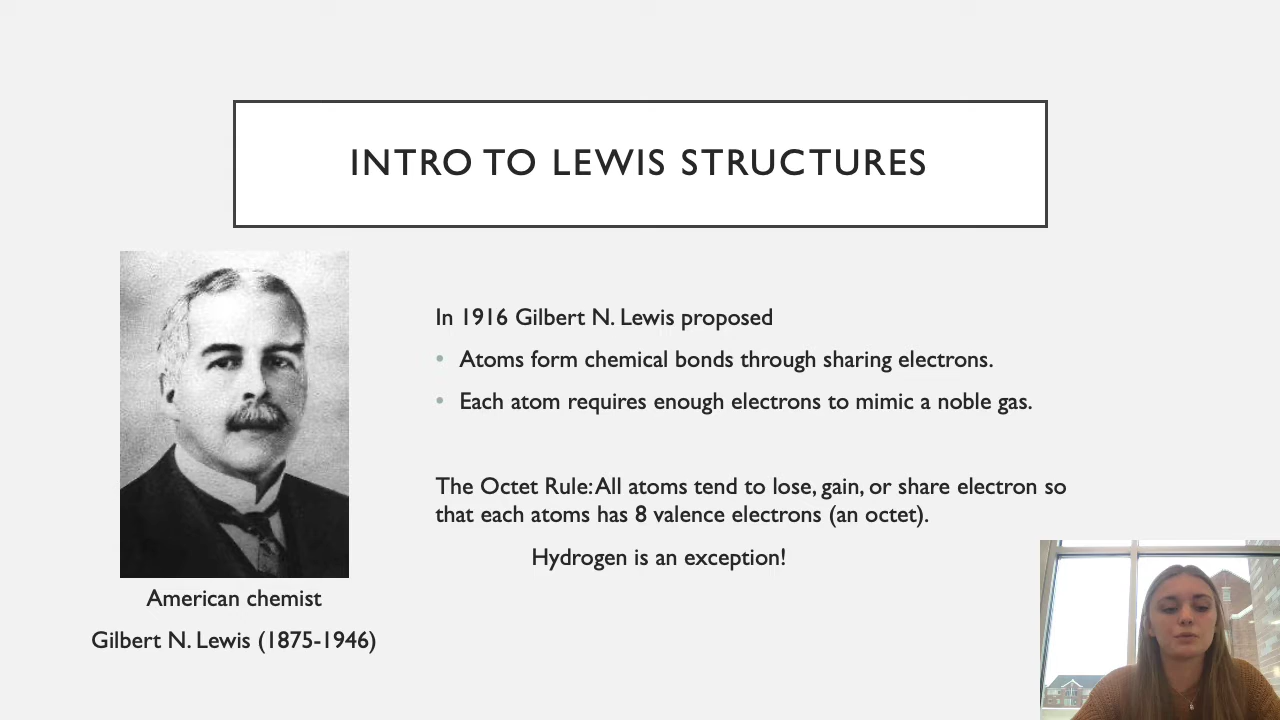 INTRO TO LEWIS STRUCTURES
In 1916 Gilbert N. Lewis proposed
• Atoms form chemical bonds through sharing electrons.
• Each atom requires enough electrons to mimic a noble gas.
The Octet Rule: All atoms tend to lose, gain, or share electron so
that each atoms has 8 valence electrons (an octet).
Hydrogen is an exception!
American chemist
Gilbert N. Lewis (1875-1946)